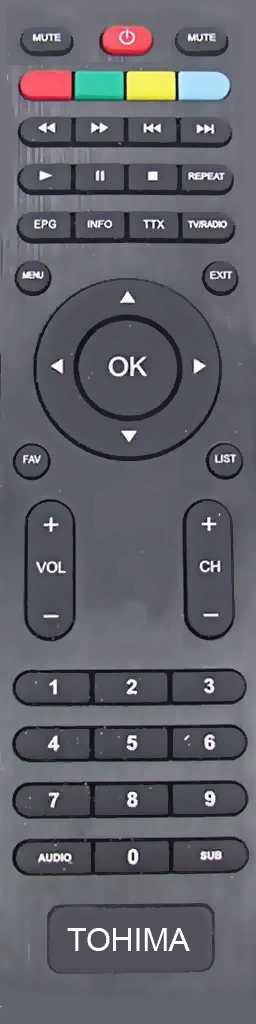 MUTE MUTE
REPEAT
EPG INFO TTX TV/RADIO
MENU EXIT
OK
FAV LIST
+ +
VOL CH
- -
1 2 3
4 5 6
7 8 9
AUDIO 0 SUB
TOHIMA